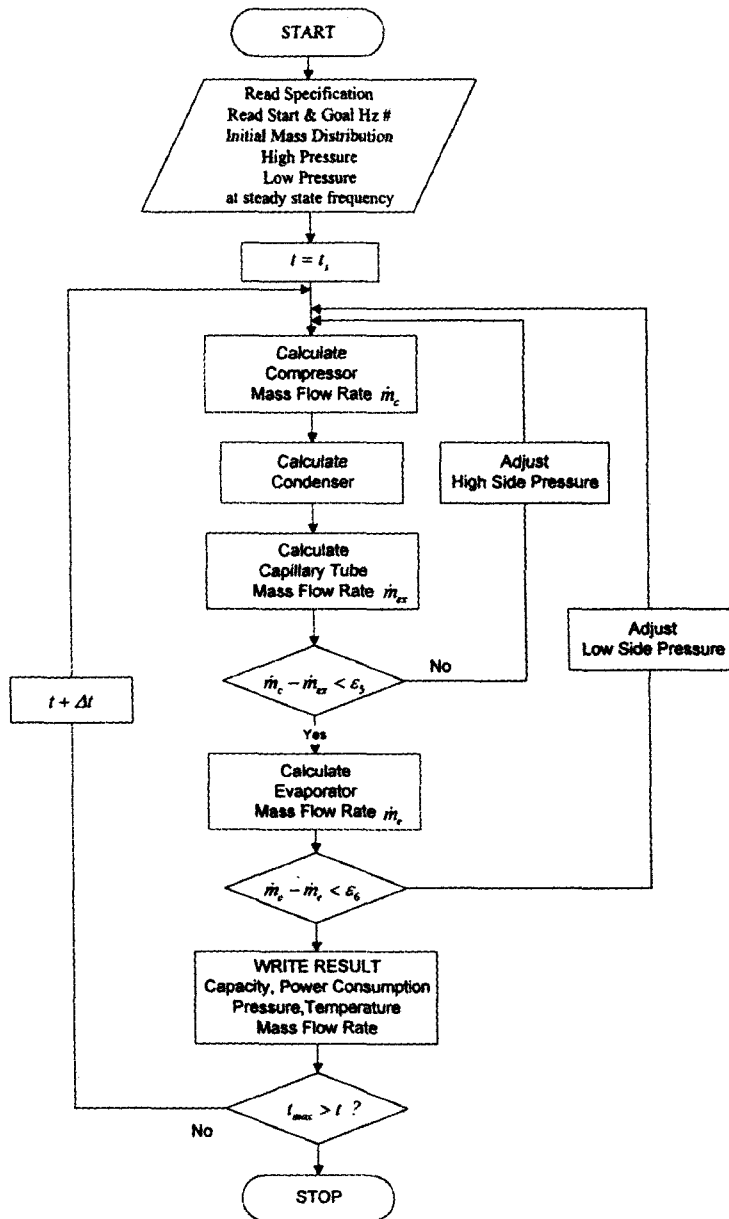 START
Read Specification
Read Start & Goal Hz #
Initial Mass Distribution
High Pressure
Low Pressure
at steady state frequency
t = t_s
Calculate
Compressor
Mass Flow Rate ṁ_c
Calculate
Condenser
Adjust
High Side Pressure
Calculate
Capillary Tube
Mass Flow Rate ṁ_ex
Adjust
Low Side Pressure
No
ṁ_c − ṁ_ex < ε_5
t + Δt
Yes
Calculate
Evaporator
Mass Flow Rate ṁ_e
ṁ_e − ṁ_c < ε_6
WRITE RESULT
Capacity, Power Consumption
Pressure,Temperature
Mass Flow Rate
t_max > t ?
No
STOP